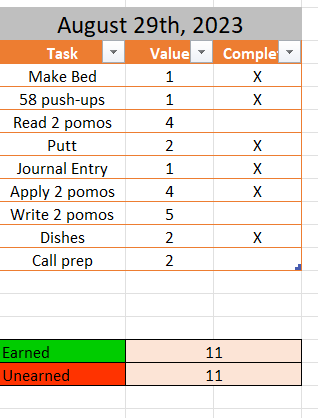 August 29th, 2023
Task Value Comple
Make Bed 1 X
58 push-ups 1 X
Read 2 pomos 4
Putt 2 X
Journal Entry 1 X
Apply 2 pomos 4 X
Write 2 pomos 5
Dishes 2 X
Call prep 2
Earned 11
Unearned 11